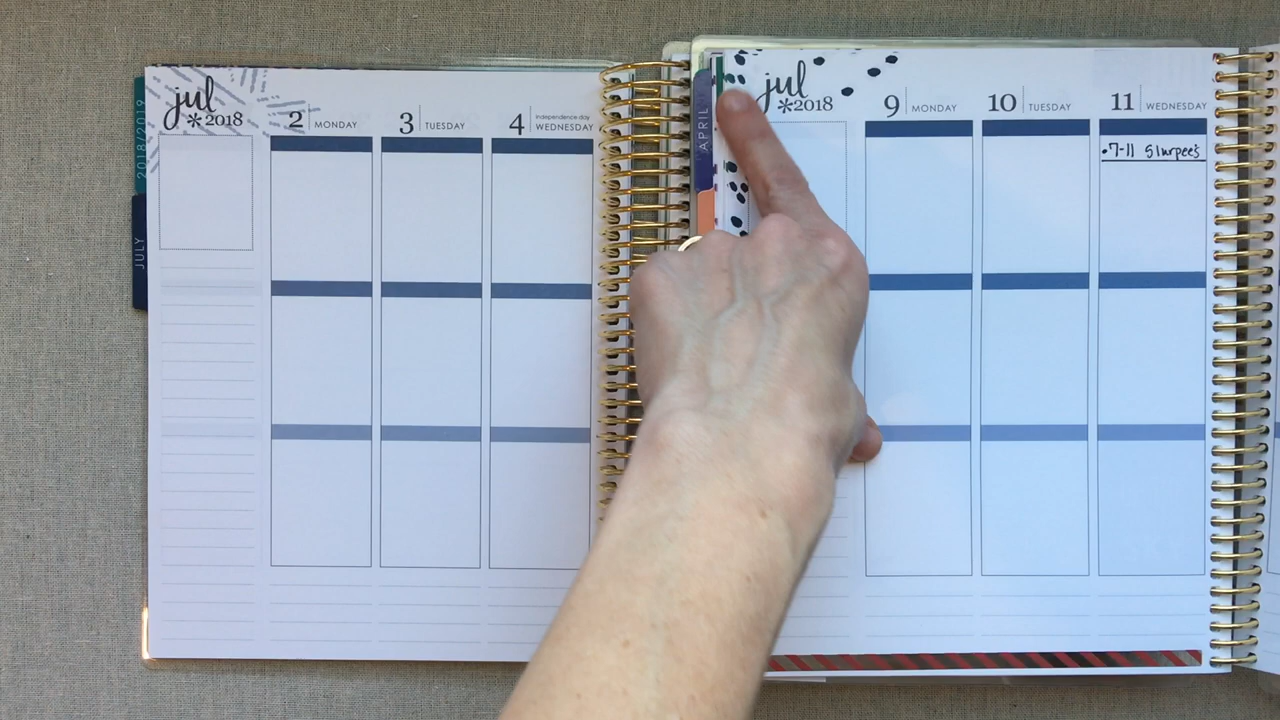 jul
*2018
2 MONDAY
3 TUESDAY
4 independence day WEDNESDAY
2018/2019
JULY
APRIL
jul
*2018
9 MONDAY
10 TUESDAY
11 WEDNESDAY
•7-11 Slurpee's